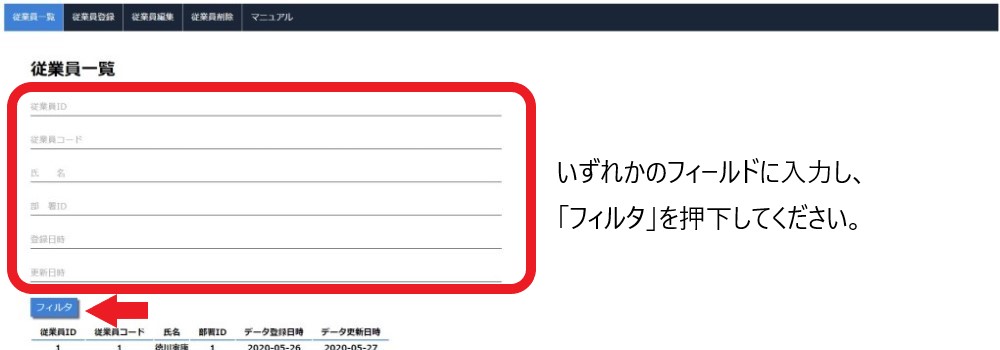 従業員一覧 従業員登録 従業員編集 従業員削除 マニュアル
従業員一覧
従業員ID
従業員コード
氏 名
部 署ID
登録日時
更新日時
いずれかのフィールドに入力し、
「フィルタ」を押下してください。
フィルタ
従業員ID 従業員コード 氏名 部署ID データ登録日時 データ更新日時
1 1 徳川家康 1 2020-05-26 2020-05-27